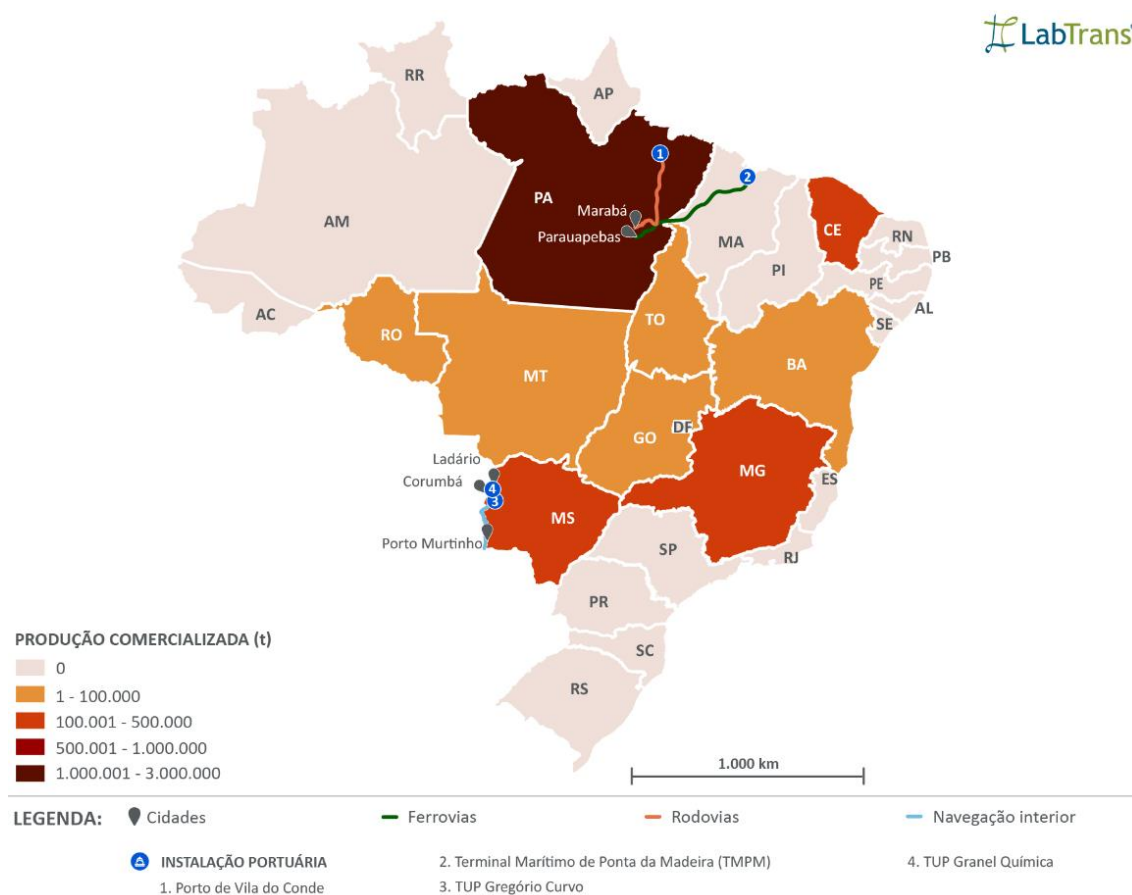 LabTrans
RR
AP
1
2
PA
Marabá
Parauapebas
AM
MA
CE
RN
PB
PI
PE
AL
SE
AC
RO
TO
MT
BA
GO
DF
Ladário
Corumbá
4
3
MG
ES
MS
Porto Murtinho
SP
RJ
PR
SC
RS
PRODUÇÃO COMERCIALIZADA (t)
0
1 - 100.000
100.001 - 500.000
500.001 - 1.000.000
1.000.001 - 3.000.000
1.000 km
LEGENDA: Cidades Ferrovias Rodovias Navegação interior
INSTALAÇÃO PORTUÁRIA
1. Porto de Vila do Conde
2. Terminal Marítimo de Ponta da Madeira (TMPM)
3. TUP Gregório Curvo
4. TUP Granel Química